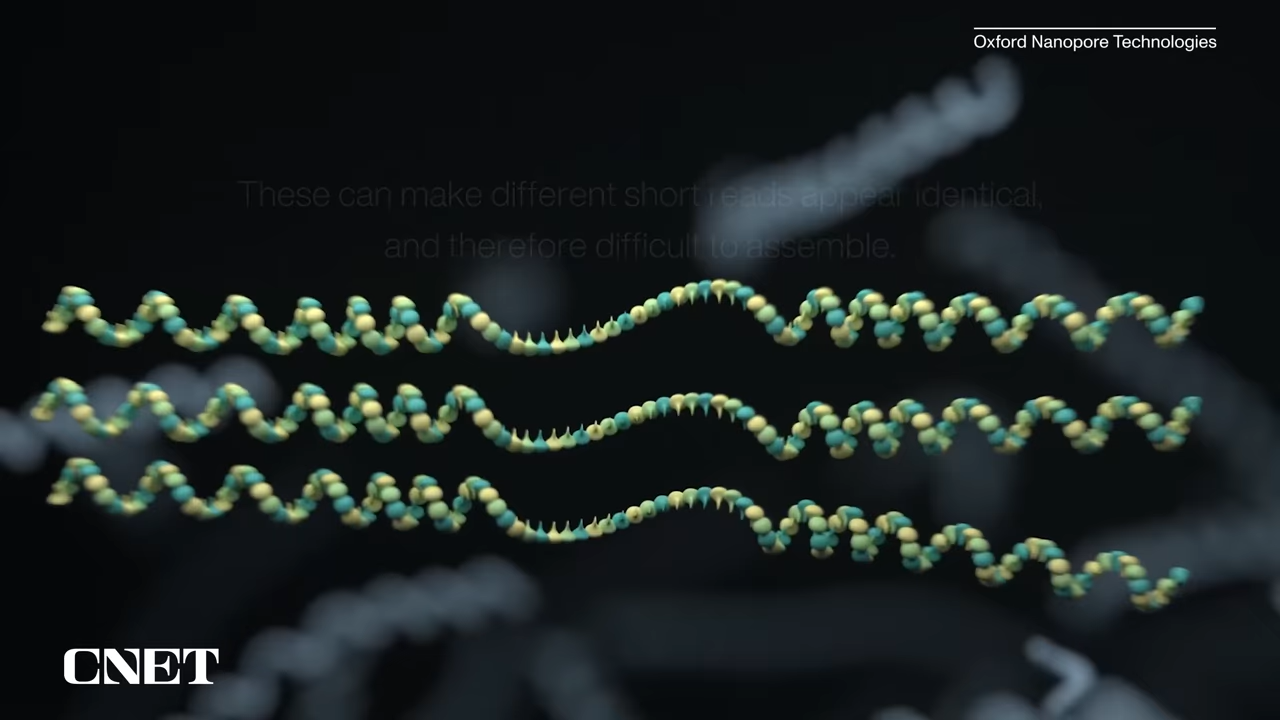 Oxford Nanopore Technologies
These can make different short reads appear identical,
and therefore difficult to assemble.
CNET